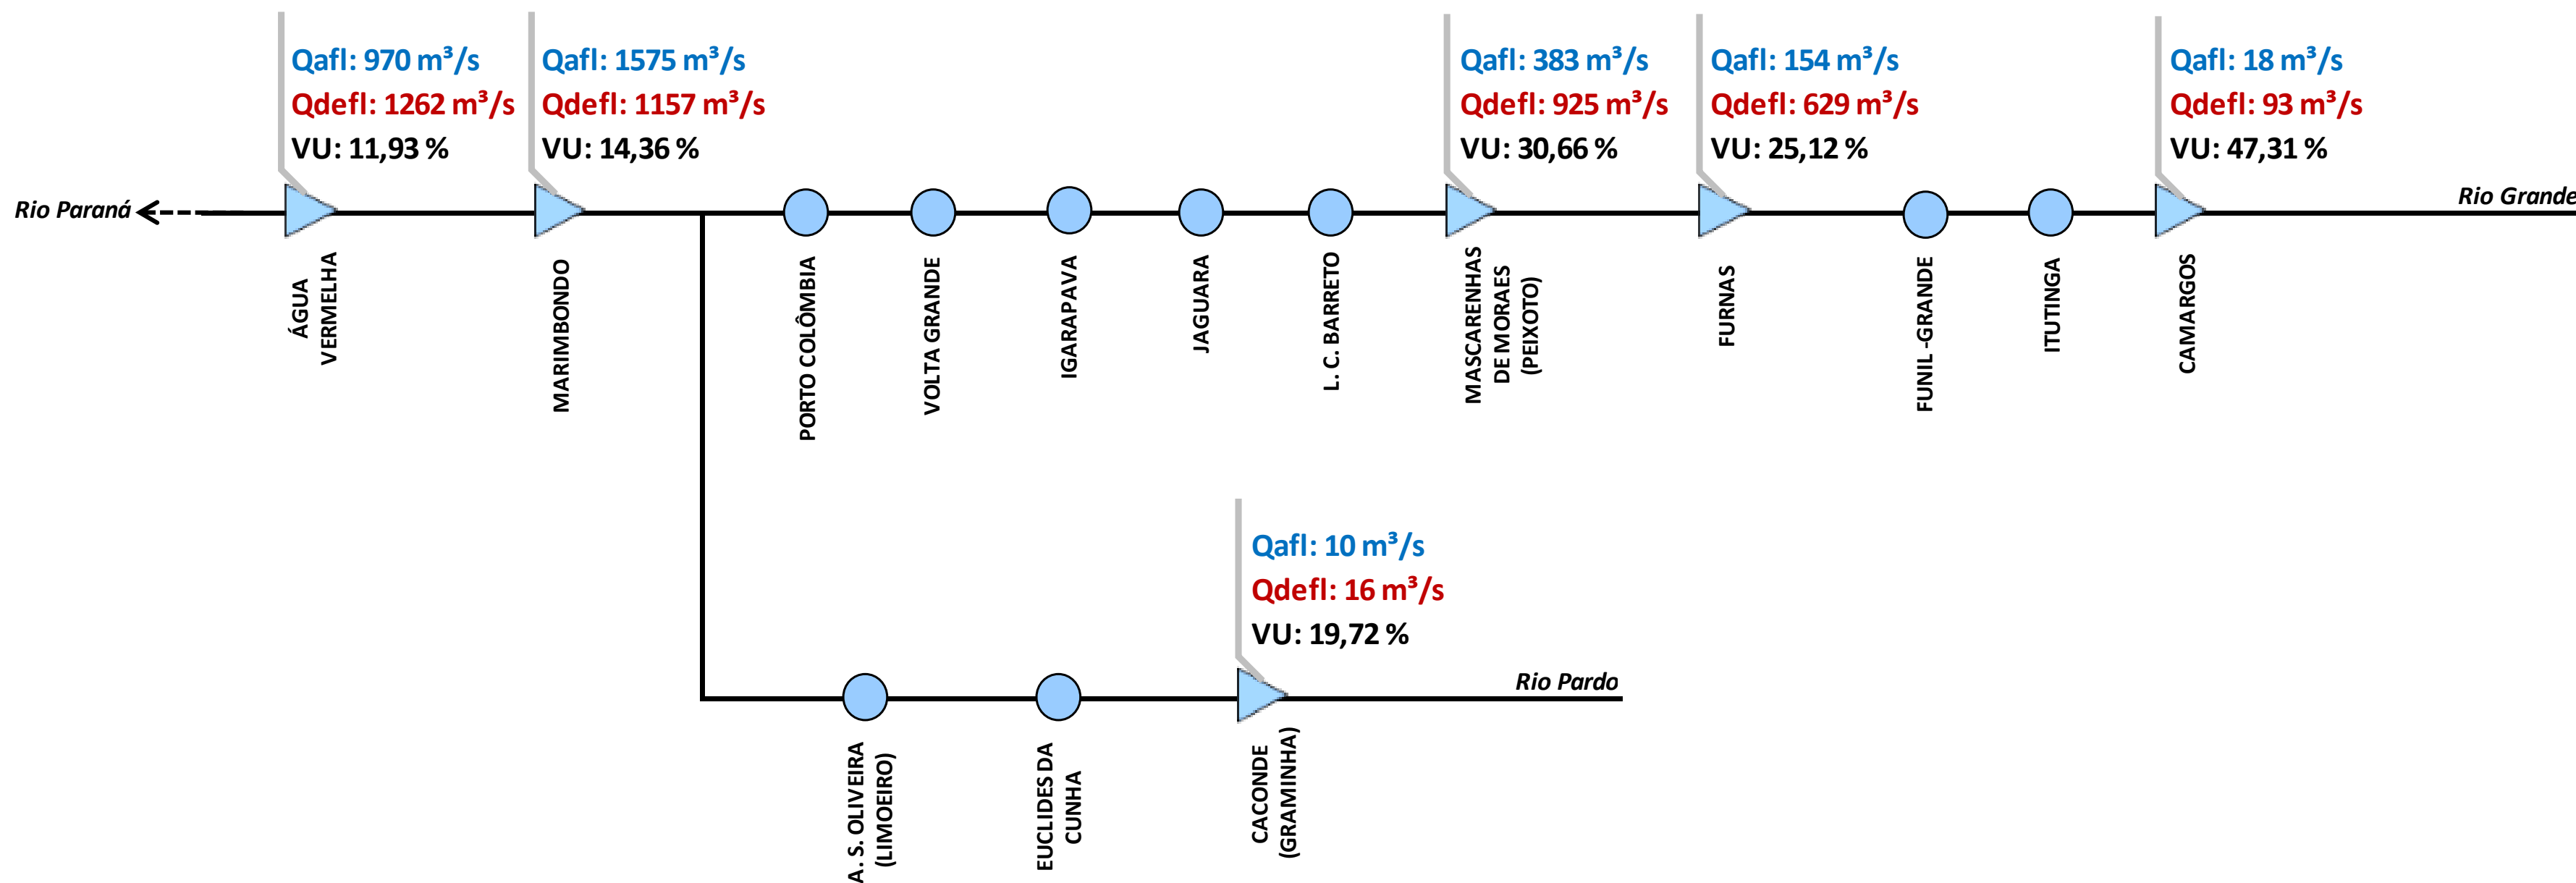 Qafl: 970 m³/s
Qdefl: 1262 m³/s
VU: 11,93 %
Qafl: 1575 m³/s
Qdefl: 1157 m³/s
VU: 14,36 %
Qafl: 383 m³/s
Qdefl: 925 m³/s
VU: 30,66 %
Qafl: 154 m³/s
Qdefl: 629 m³/s
VU: 25,12 %
Qafl: 18 m³/s
Qdefl: 93 m³/s
VU: 47,31 %
Rio Paraná
Rio Grande
ÁGUA
VERMELHA
MARIMBONDO
PORTO COLÔMBIA
VOLTA GRANDE
IGARAPAVA
JAGUARA
L. C. BARRETO
MASCARENHAS
DE MORAES
(PEIXOTO)
FURNAS
FUNIL -GRANDE
ITUTINGA
CAMARGOS
Qafl: 10 m³/s
Qdefl: 16 m³/s
VU: 19,72 %
Rio Pardo
A. S. OLIVEIRA
(LIMOEIRO)
EUCLIDES DA
CUNHA
CACONDE
(GRAMINHA)